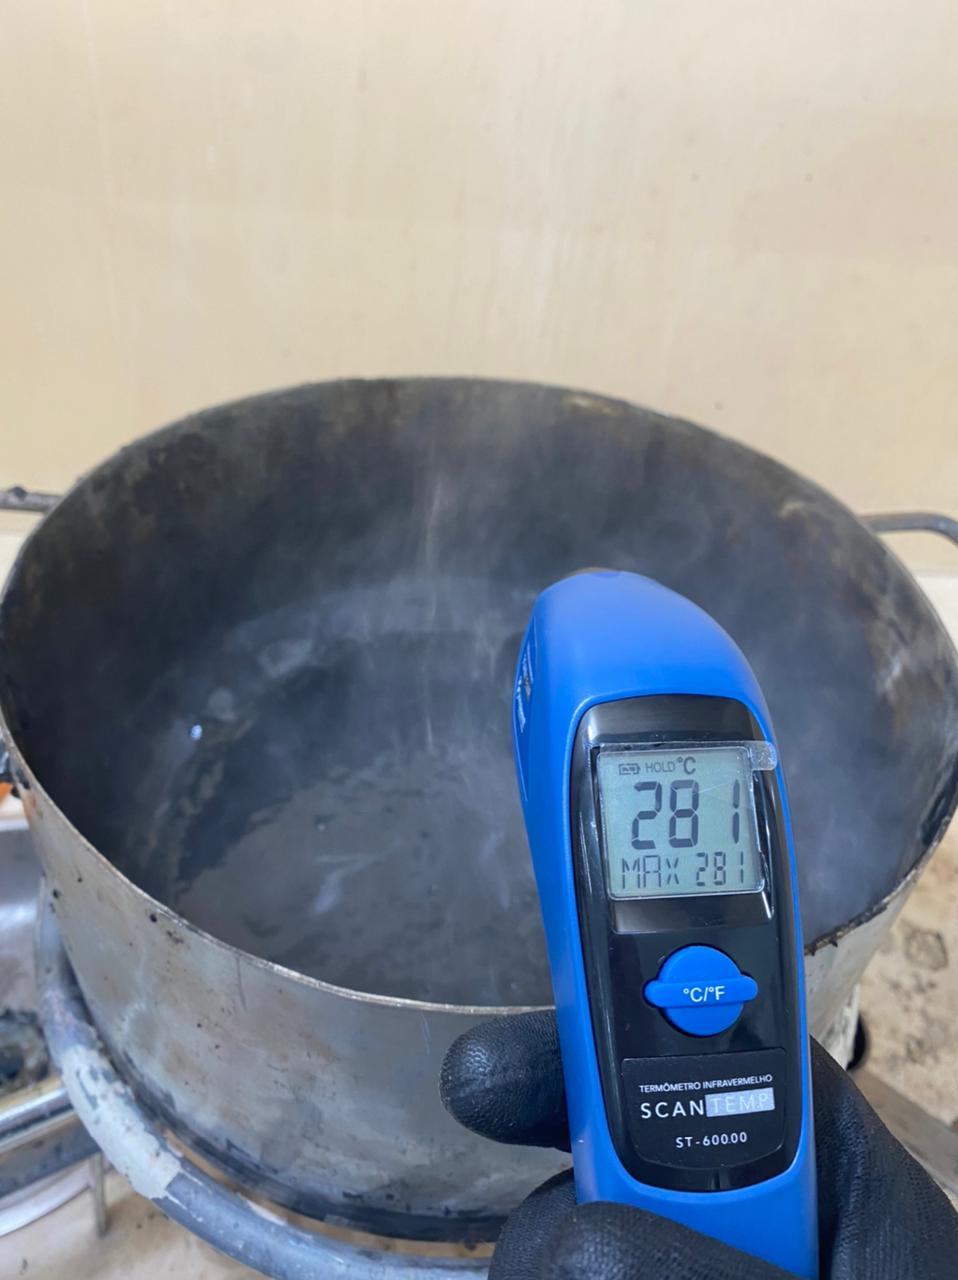 HOLD °C
281
MAX 281
°C/°F
TERMÔMETRO INFRAVERMELHO
SCANTEMP
ST-600.00